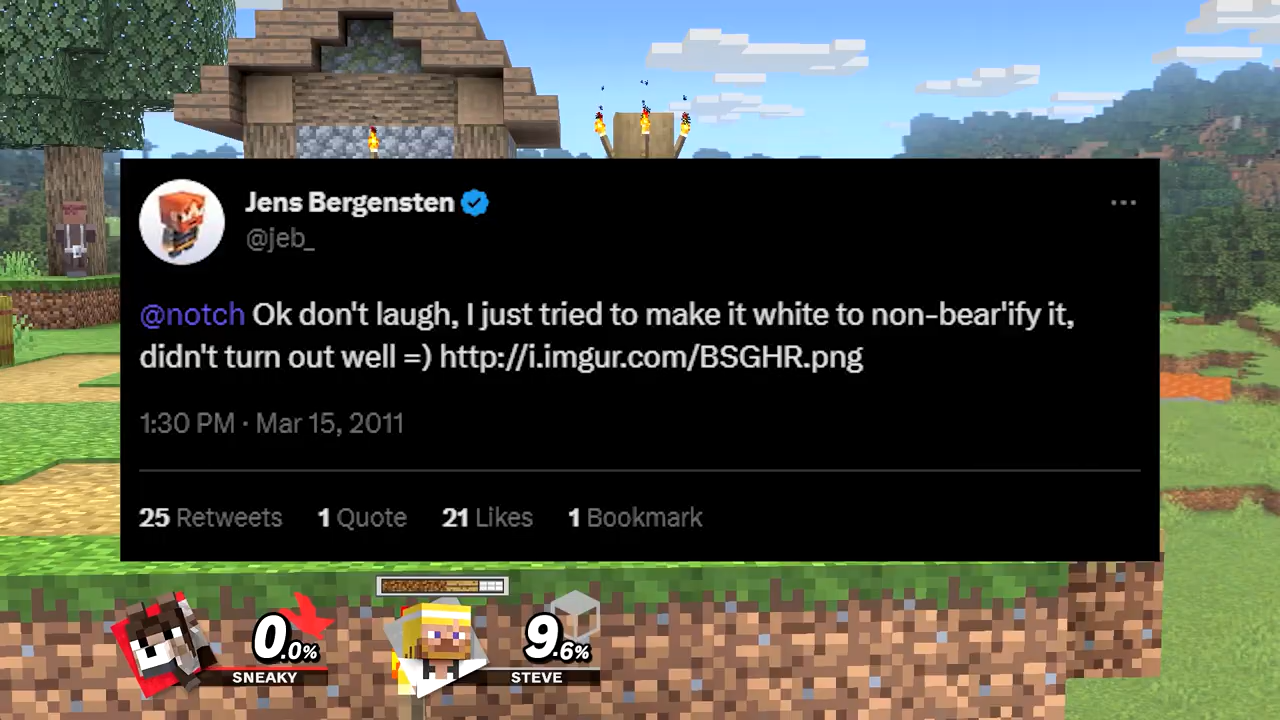 Jens Bergensten
@jeb_
@notch Ok don't laugh, I just tried to make it white to non-bear'ify it,
didn't turn out well =) http://i.imgur.com/BSGHR.png
1:30 PM · Mar 15, 2011
25 Retweets 1 Quote 21 Likes 1 Bookmark
0.0% 9.6%
SNEAKY STEVE